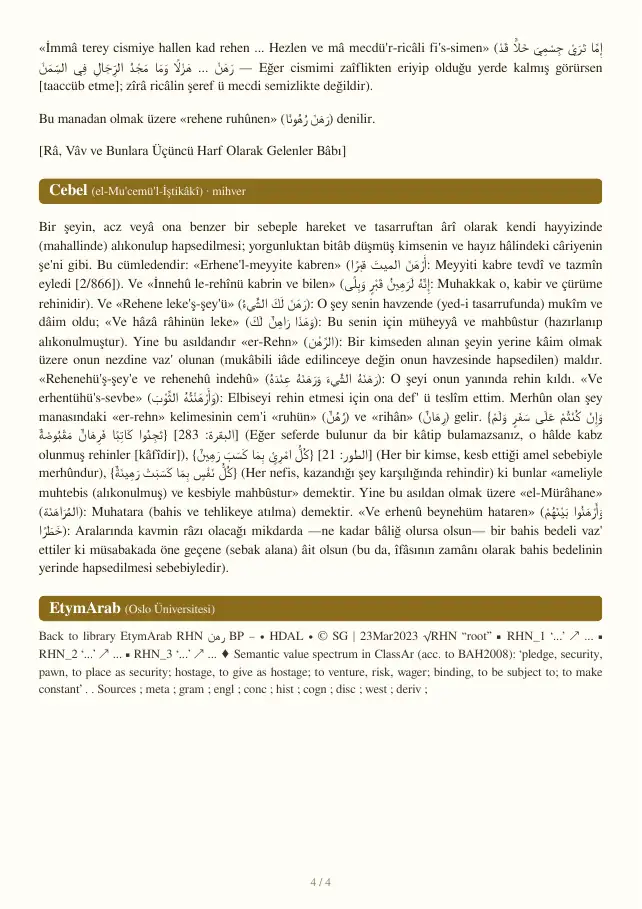 «İmmâ terey cismiye hallen kad rehen ... Hezlen ve mâ mecdü'r-ricâli fi's-simen» (إِمَّا تَرَيْ جِسْمِيَ خَلًّا قَدْ
رَهَنْ ... هَزْلًا وَمَا مَجْدُ الرِّجَالِ فِي السِّمَنْ — Eğer cismimi zaîflikten eriyip olduğu yerde kalmış görürsen
[taaccüb etme]; zîrâ ricâlin şeref ü mecdi semizlikte değildir).
Bu manadan olmak üzere «rehene ruhûnen» (رَهَنَ رُهُونًا) denilir.
[Râ, Vâv ve Bunlara Üçüncü Harf Olarak Gelenler Bâbı]
Cebel (el-Mu'cemü'l-İştikâkî) · mihver
Bir şeyin, acz veyâ ona benzer bir sebeple hareket ve tasarruftan ârî olarak kendi hayyizinde
(mahallinde) alıkonulup hapsedilmesi; yorgunluktan bitâb düşmüş kimsenin ve hayız hâlindeki câriyenin
şe'ni gibi. Bu cümledendir: «Erhene'l-meyyite kabren» (أَرْهَنَ الميتَ قبرًا: Meyyiti kabre tevdî ve tazmîn
eyledi [2/866]). Ve «İnnehû le-rehînü kabrin ve bilen» (إِنَّهُ لَرَهِينُ قَبْرٍ وَبِلًى: Muhakkak o, kabir ve çürüme
rehinidir). Ve «Rehene leke'ş-şey'ü» (رَهَنَ لَكَ الشَّيءُ): O şey senin havzende (yed-i tasarrufunda) mukîm ve
dâim oldu; «Ve hâzâ râhinün leke» (وَهَذَا رَاهِنٌ لَكَ): Bu senin için müheyyâ ve mahbûstur (hazırlanıp
alıkonulmuştur). Yine bu asıldandır «er-Rehn» (الرَّهْن): Bir kimseden alınan şeyin yerine kâim olmak
üzere onun nezdine vaz' olunan (mukâbili iâde edilinceye değin onun havzesinde hapsedilen) maldır.
«Rehenehü'ş-şey'e ve rehenehû indehû» (رَهَنَهُ الشَّيءَ وَرَهَنَهُ عِنْدَهُ): O şeyi onun yanında rehin kıldı. «Ve
erhentühü's-sevbe» (وَأَرْهَنْتُهُ الثَّوْبَ): Elbiseyi rehin etmesi için ona def' ü teslîm ettim. Merhûn olan şey
manasındaki «er-rehn» kelimesinin cem'i «ruhün» (رُهُنٌ) ve «rihân» (رِهَانٌ) gelir. {وَإِنْ كُنْتُمْ عَلَى سَفَرٍ وَلَمْ
تَجِدُوا كَاتِبًا فَرِهَانٌ مَقْبُوضَةٌ} [البقرة: 283] (Eğer seferde bulunur da bir kâtip bulamazsanız, o hâlde kabz
olunmuş rehinler [kâfîdir]), {كُلُّ امْرِئٍ بِمَا كَسَبَ رَهِينٌ} [الطور: 21] (Her bir kimse, kesb ettiği amel sebebiyle
merhûndur), {كُلُّ نَفْسٍ بِمَا كَسَبَتْ رَهِينَةٌ} (Her nefis, kazandığı şey karşılığında rehindir) ki bunlar «ameliyle
muhtebis (alıkonulmuş) ve kesbiyle mahbûstur» demektir. Yine bu asıldan olmak üzere «el-Mürâhane»
(المُرَاهَنَة): Muhatara (bahis ve tehlikeye atılma) demektir. «Ve erhenû beynehüm hataren» (وَأَرْهَنُوا بَيْنَهُمْ
خَطَرًا): Aralarında kavmin râzı olacağı mikdarda —ne kadar bâliğ olursa olsun— bir bahis bedeli vaz'
ettiler ki müsabakada öne geçene (sebak alana) âit olsun (bu da, îfâsının zamânı olarak bahis bedelinin
yerinde hapsedilmesi sebebiyledir).
EtymArab (Oslo Üniversitesi)
Back to library EtymArab RHN رهن BP – • HDAL • © SG | 23Mar2023 √RHN “root” ▪ RHN_1 ‘...’ ↗ ... ▪
RHN_2 ‘...’ ↗ ... ▪ RHN_3 ‘...’ ↗ ... ♦ Semantic value spectrum in ClassAr (acc. to BAH2008): ‘pledge, security,
pawn, to place as security; hostage, to give as hostage; to venture, risk, wager; binding, to be subject to; to make
constant’ . . Sources ; meta ; gram ; engl ; conc ; hist ; cogn ; disc ; west ; deriv ;
4 / 4